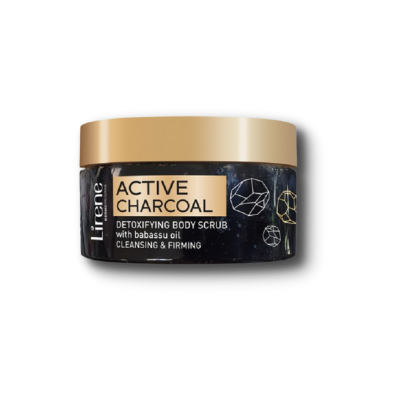 Lirene
ACTIVE
CHARCOAL
DETOXIFYING BODY SCRUB
with babassu oil
CLEANSING & FIRMING